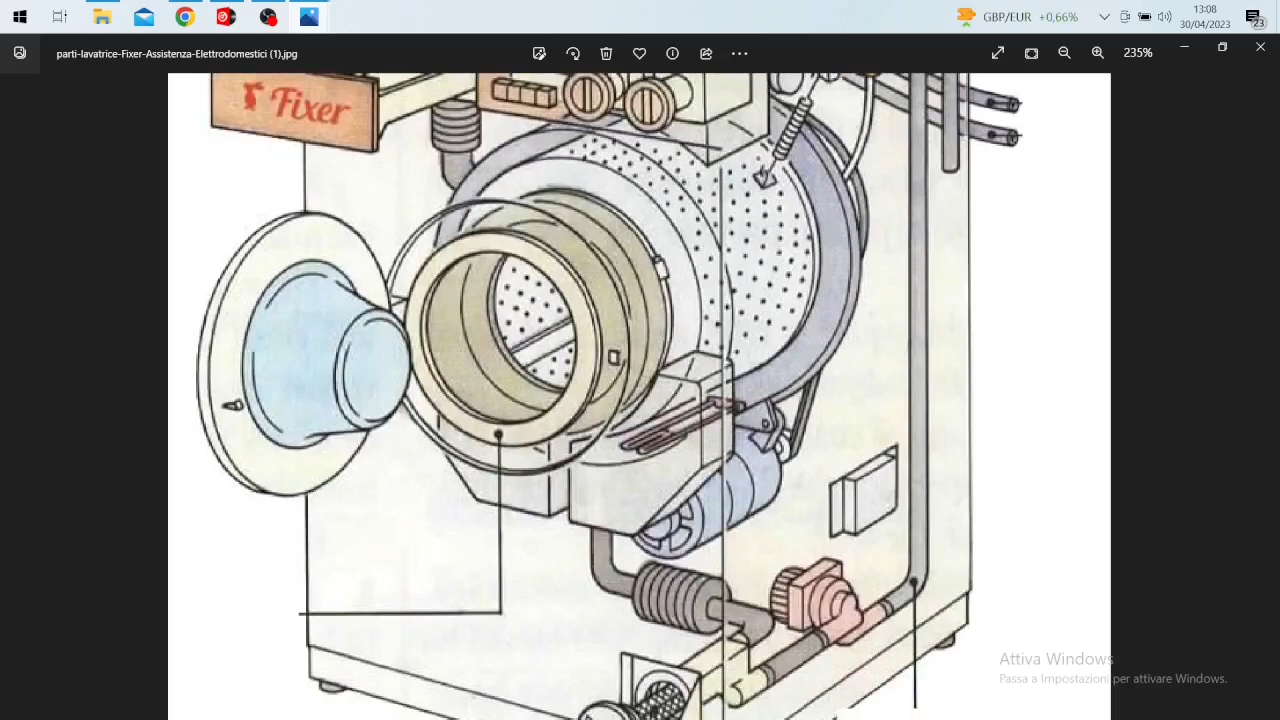 GBP/EUR +0,66%
13:08
30/04/2023
23
parti-lavatrice-Fixer-Assistenza-Elettrodomestici (1).jpg
235%
Fixer
Attiva Windows
Passa a Impostazioni per attivare Windows.